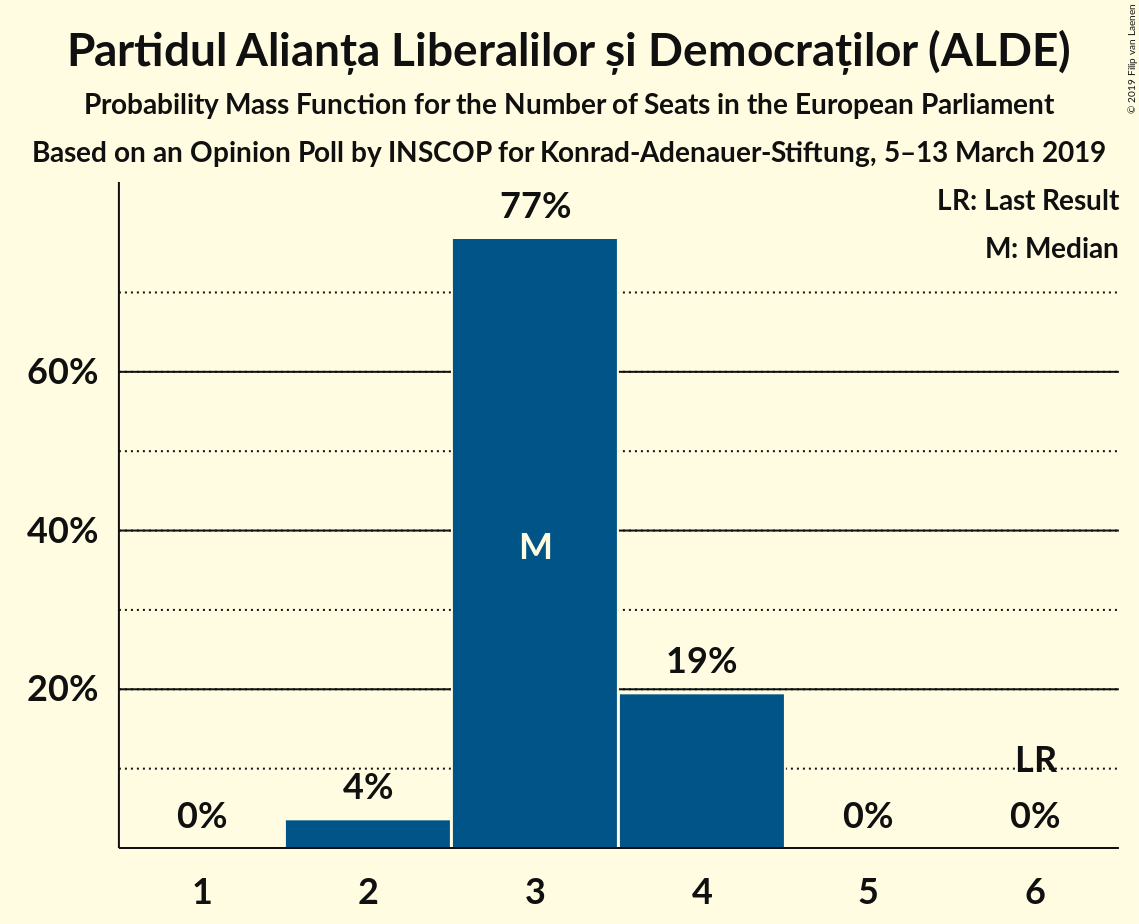 Partidul Alianța Liberalilor și Democraților (ALDE)
Probability Mass Function for the Number of Seats in the European Parliament
Based on an Opinion Poll by INSCOP for Konrad-Adenauer-Stiftung, 5–13 March 2019
© 2019 Filip van Laenen
LR: Last Result
M: Median
77%
60%
40%
M
19%
20%
LR
4%
0%
0%
0%
1 2 3 4 5 6